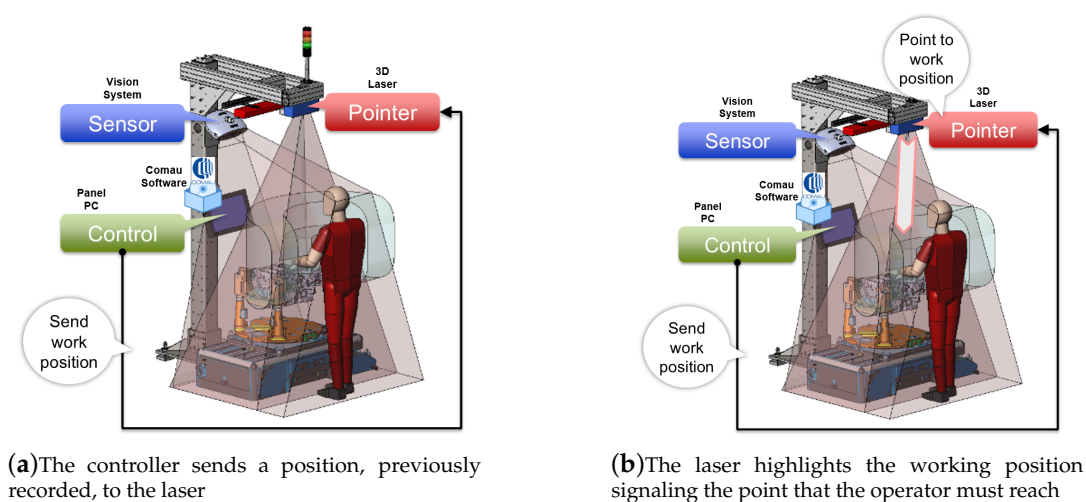 Vision
System
Sensor
3D
Laser
Pointer
COMAU
Comau
Software
Panel
PC
Control
Send
work
position
(a)The controller sends a position, previously
recorded, to the laser
Point to
work
position
Vision
System
Sensor
3D
Laser
Pointer
COMAU
Comau
Software
Panel
PC
Control
Send
work
position
(b)The laser highlights the working position
signaling the point that the operator must reach